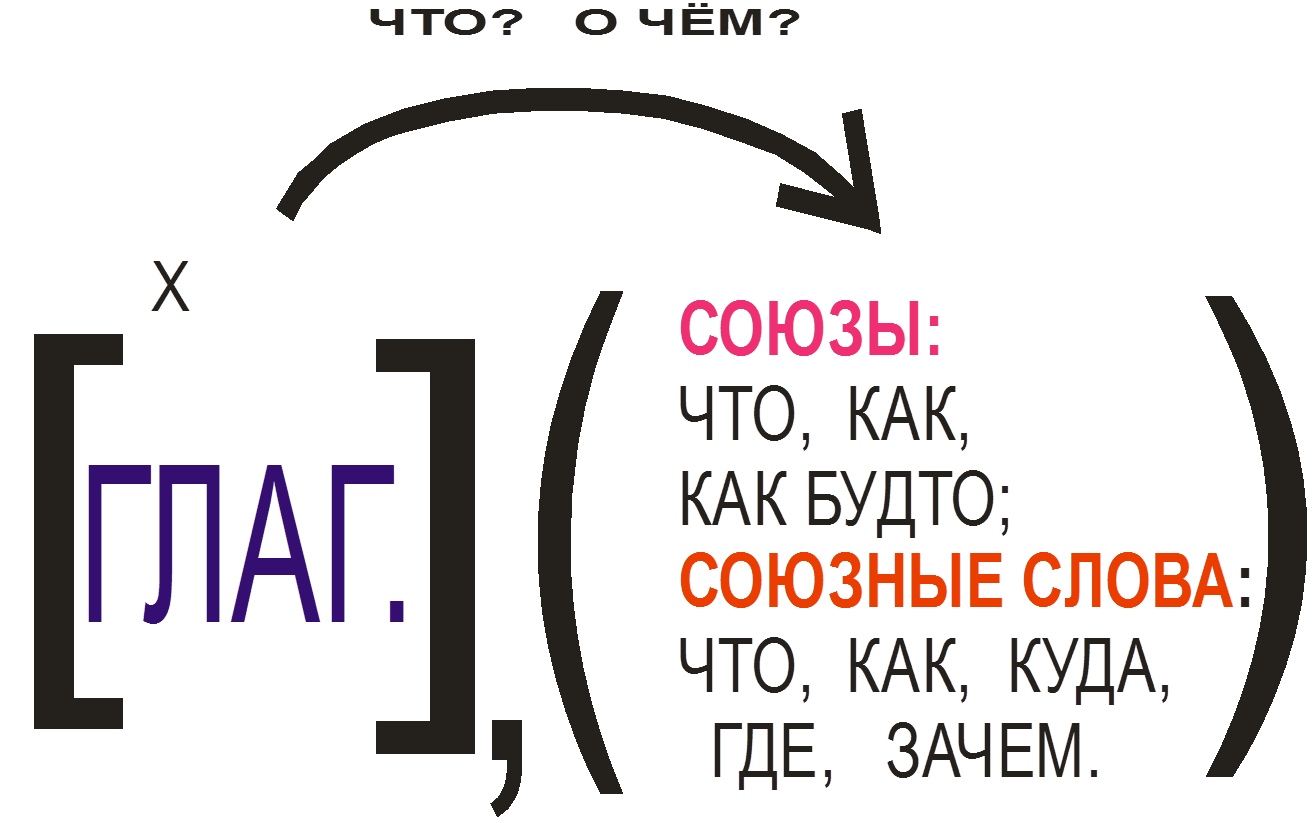 ЧТО? О ЧЁМ?
Х
[ГЛАГ.],
(СОЮЗЫ:
ЧТО, КАК,
КАК БУДТО;
СОЮЗНЫЕ СЛОВА:
ЧТО, КАК, КУДА,
ГДЕ, ЗАЧЕМ.)